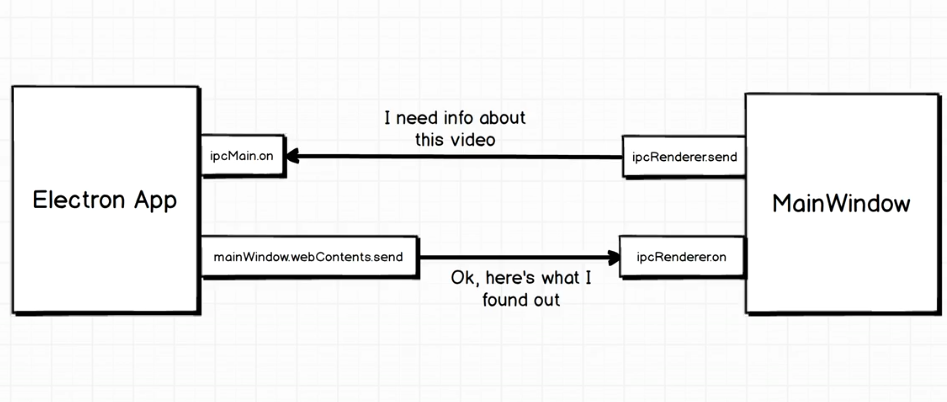 I need info about
this video
ipcMain.on
ipcRenderer.send
Electron App
MainWindow
mainWindow.webContents.send
ipcRenderer.on
Ok, here's what I
found out